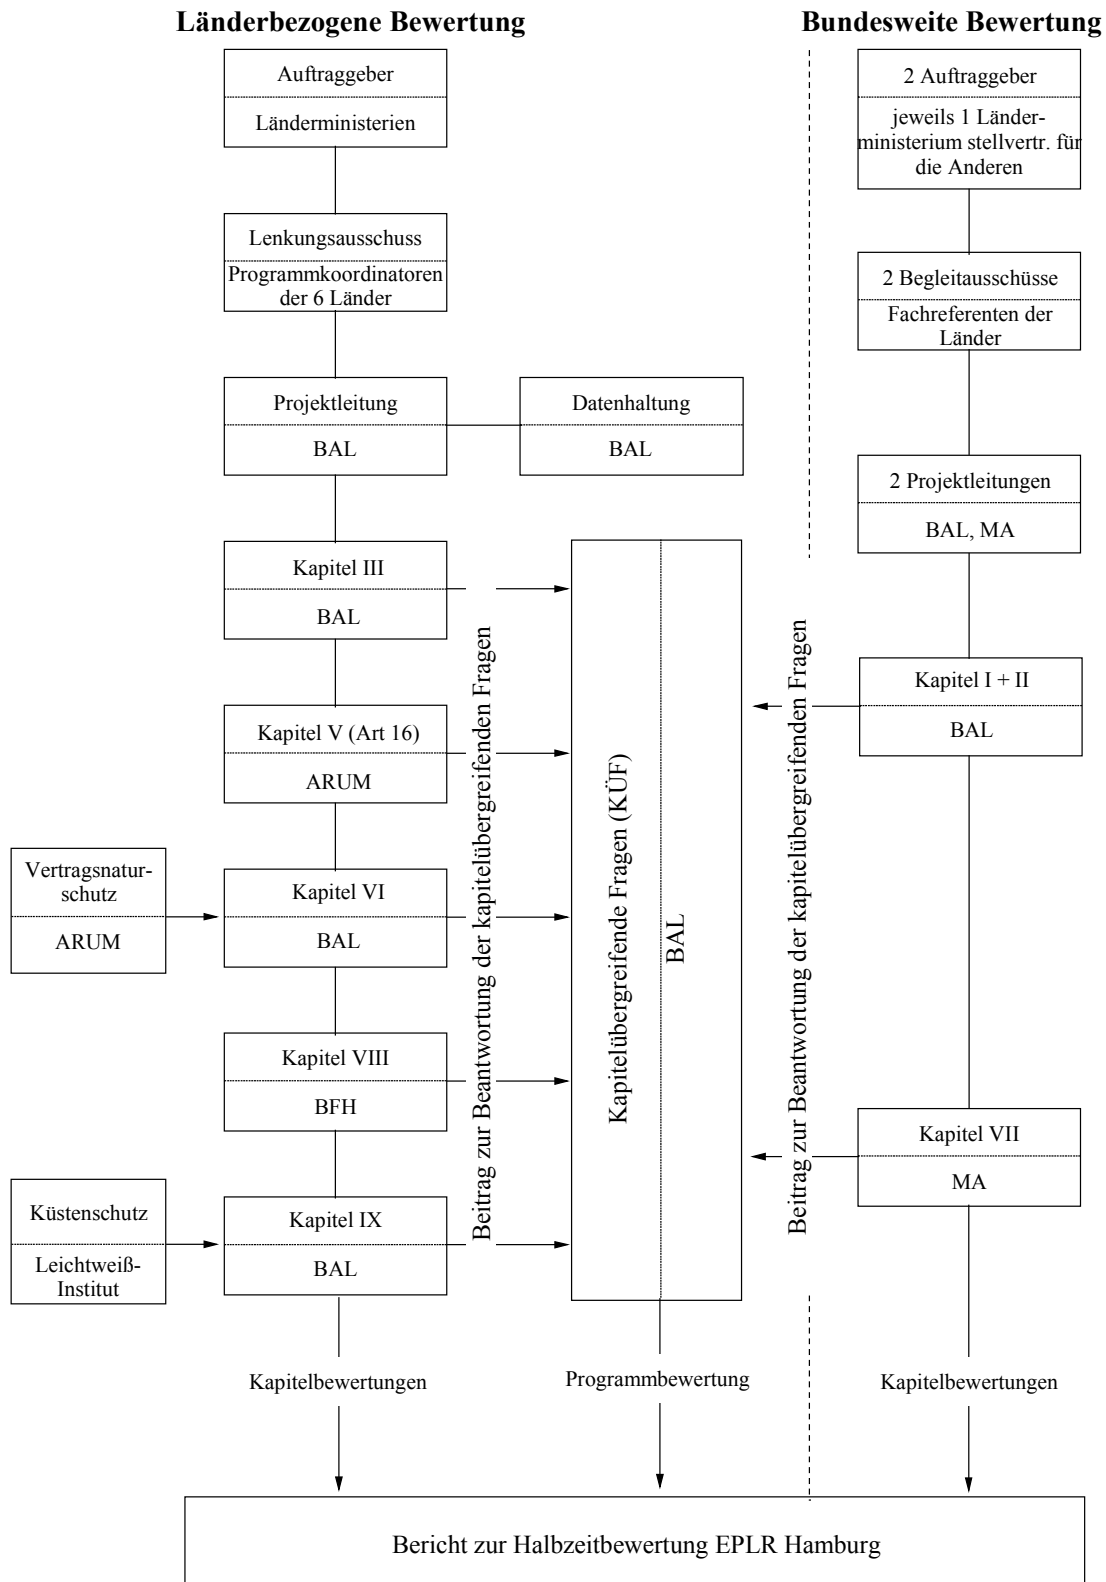 Länderbezogene Bewertung
Auftraggeber
Länderministerien
Lenkungsausschuss
Programmkoordinatoren
der 6 Länder
Projektleitung
BAL
Datenhaltung
BAL
Kapitel III
BAL
Kapitel V (Art 16)
ARUM
Vertragsnatur-
schutz
ARUM
Kapitel VI
BAL
Kapitel VIII
BFH
Küstenschutz
Leichtweiß-
Institut
Kapitel IX
BAL
Beitrag zur Beantwortung der kapitelübergreifenden Fragen
Kapitelübergreifende Fragen (KÜF)
BAL
Bundesweite Bewertung
2 Auftraggeber
jeweils 1 Länder-
ministerium stellvertr. für
die Anderen
2 Begleitausschüsse
Fachreferenten der
Länder
2 Projektleitungen
BAL, MA
Beitrag zur Beantwortung der kapitelübergreifenden Fragen
Kapitel I + II
BAL
Kapitel VII
MA
Kapitelbewertungen
Programmbewertung
Kapitelbewertungen
Bericht zur Halbzeitbewertung EPLR Hamburg